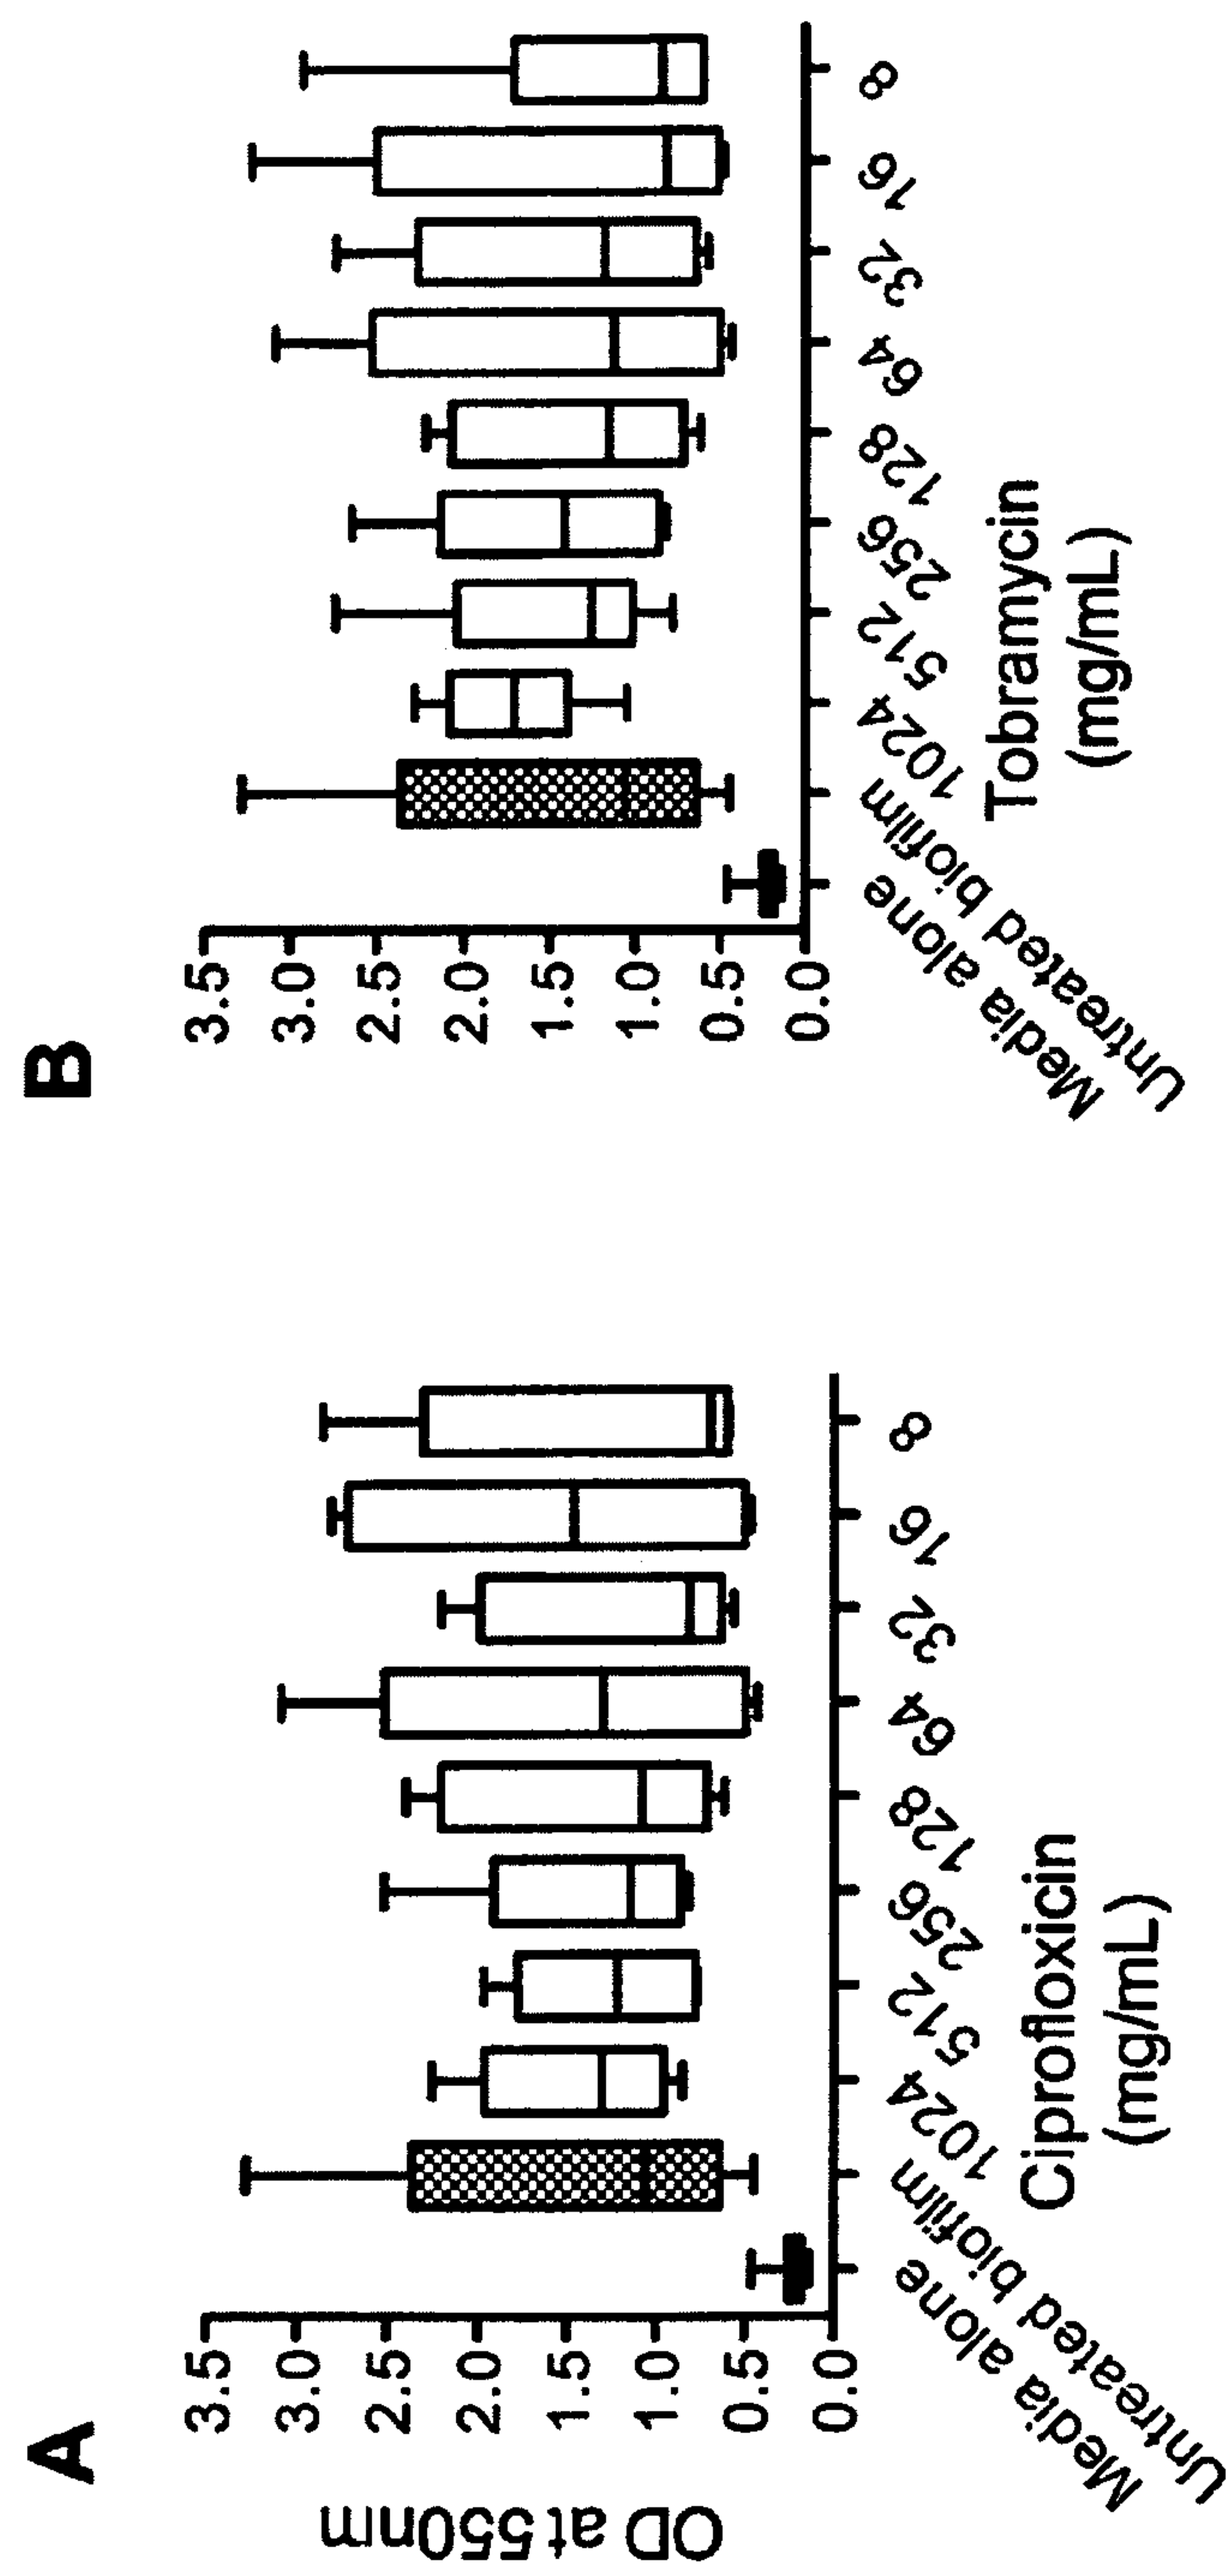 A
OD at 550nm
3.5
3.0
2.5
2.0
1.5
1.0
0.5
0.0
Media alone
Untreated biofilm
1024
512
256
128
64
32
16
8
Ciprofloxicin
(mg/mL)
B
3.5
3.0
2.5
2.0
1.5
1.0
0.5
0.0
Media alone
Untreated biofilm
1024
512
256
128
64
32
16
8
Tobramycin
(mg/mL)